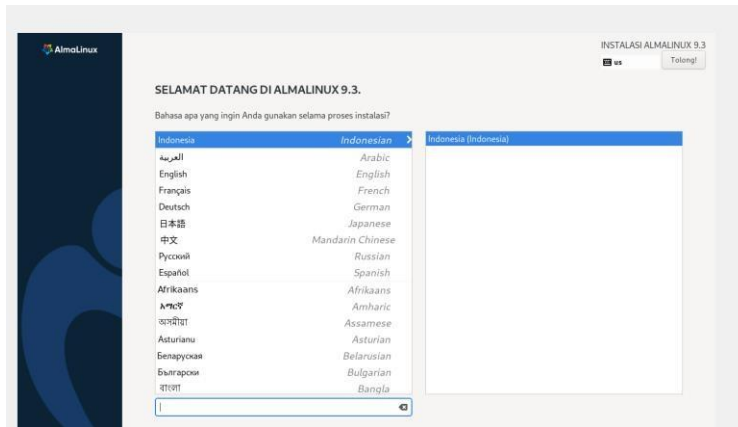 AlmaLinux
INSTALASI ALMALINUX 9.3
us
Tolong!
SELAMAT DATANG DI ALMALINUX 9.3.
Bahasa apa yang ingin Anda gunakan selama proses instalasi?
Indonesia Indonesian
Indonesia (Indonesia)
العربية Arabic
English English
Français French
Deutsch German
日本語 Japanese
中文 Mandarin Chinese
Русский Russian
Español Spanish
Afrikaans Afrikaans
አማርኛ Amharic
অসমীয়া Assamese
Asturianu Asturian
Беларуская Belarusian
Български Bulgarian
বাংলা Bangla